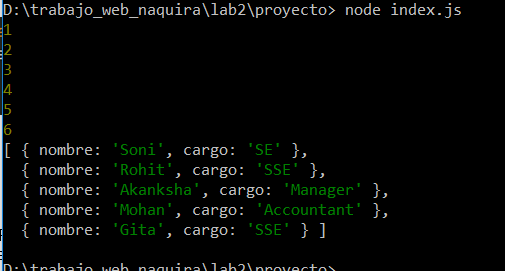 D:\trabajo_web_naquira\lab2\proyecto> node index.js
1
2
3
4
5
6
[ { nombre: 'Soni', cargo: 'SE' },
  { nombre: 'Rohit', cargo: 'SSE' },
  { nombre: 'Akanksha', cargo: 'Manager' },
  { nombre: 'Mohan', cargo: 'Accountant' },
  { nombre: 'Gita', cargo: 'SSE' } ]
D:\trabajo_web_naquira\lab2\proyecto>